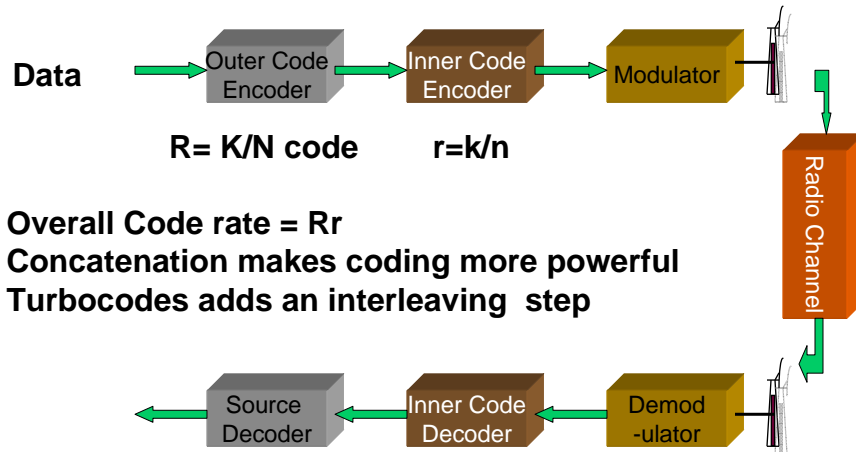 Data
Outer Code
Encoder
Inner Code
Encoder
Modulator
R= K/N code
r=k/n
Radio Channel
Overall Code rate = Rr
Concatenation makes coding more powerful
Turbocodes adds an interleaving step
Source
Decoder
Inner Code
Decoder
Demod
-ulator